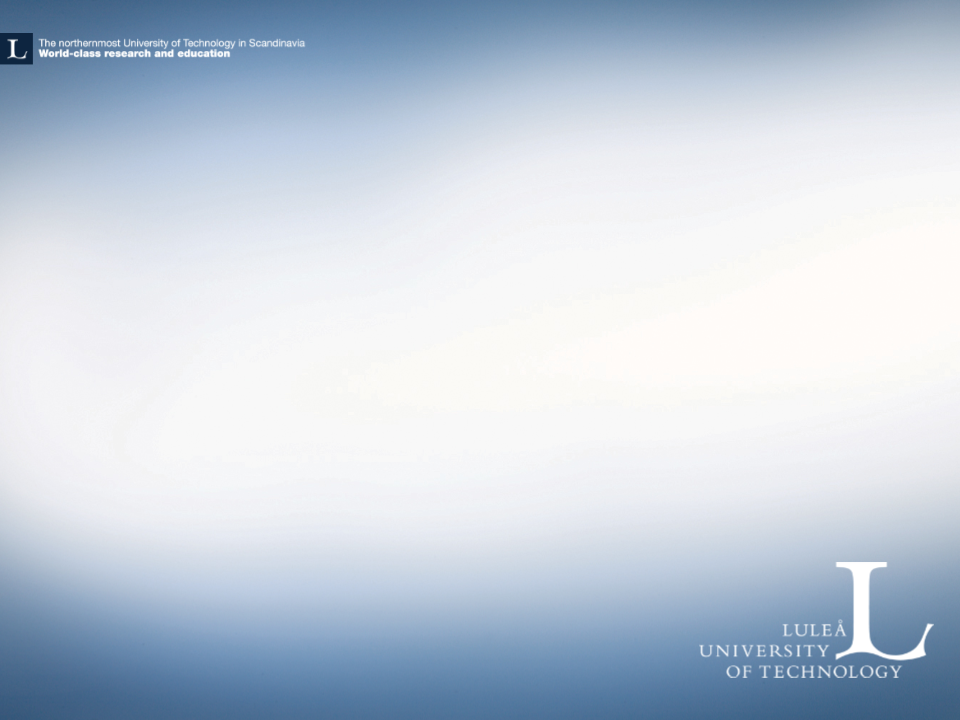 L
The northernmost University of Technology in Scandinavia
World-class research and education
L
LULEÅ
UNIVERSITY
OF TECHNOLOGY